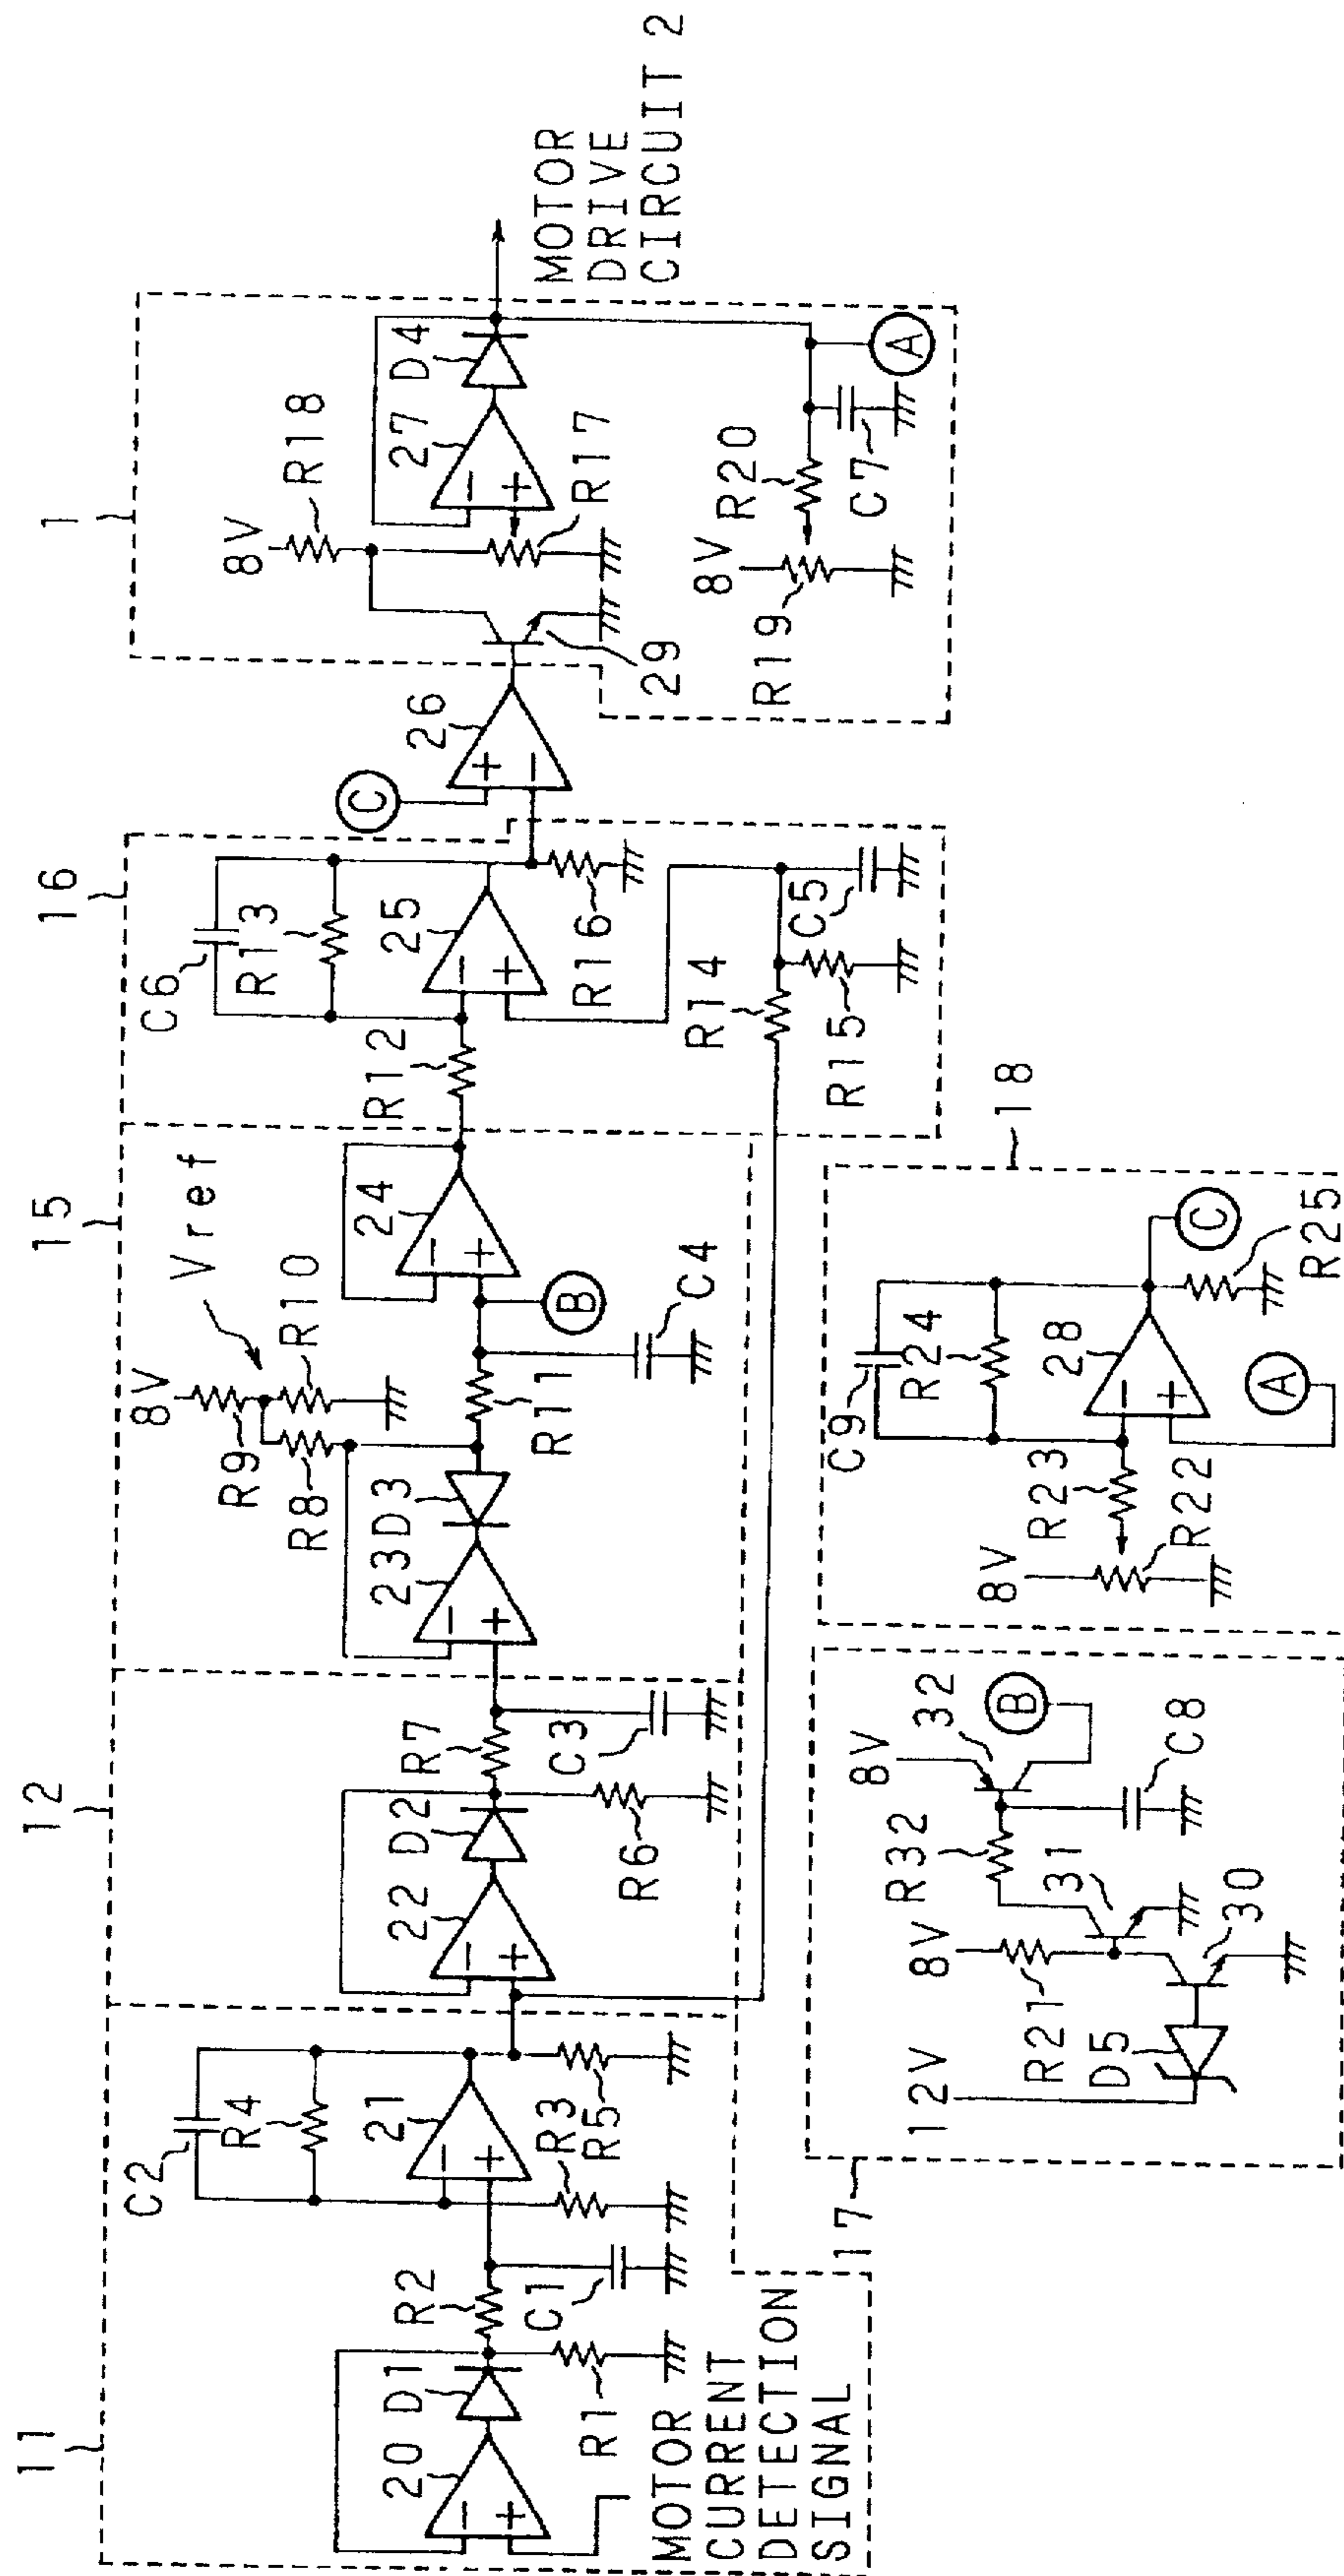 11
12
15
16
1
C2
R4
20
D1
R2
21
R1
C1
R3
R5
MOTOR
CURRENT
DETECTION
SIGNAL
22
D2
R7
R6
C3
8V
Vref
R9
R10
R8
23
D3
R11
24
B
C4
C6
R13
R12
25
R16
R14
R15
C5
C
26
29
8V
R18
27
D4
R17
8V
R19
R20
C7
A
MOTOR
DRIVE
CIRCUIT 2
17
12V
8V
R21
D5
30
31
R32
8V
32
B
C8
18
8V
R22
R23
C9
R24
28
A
C
R25